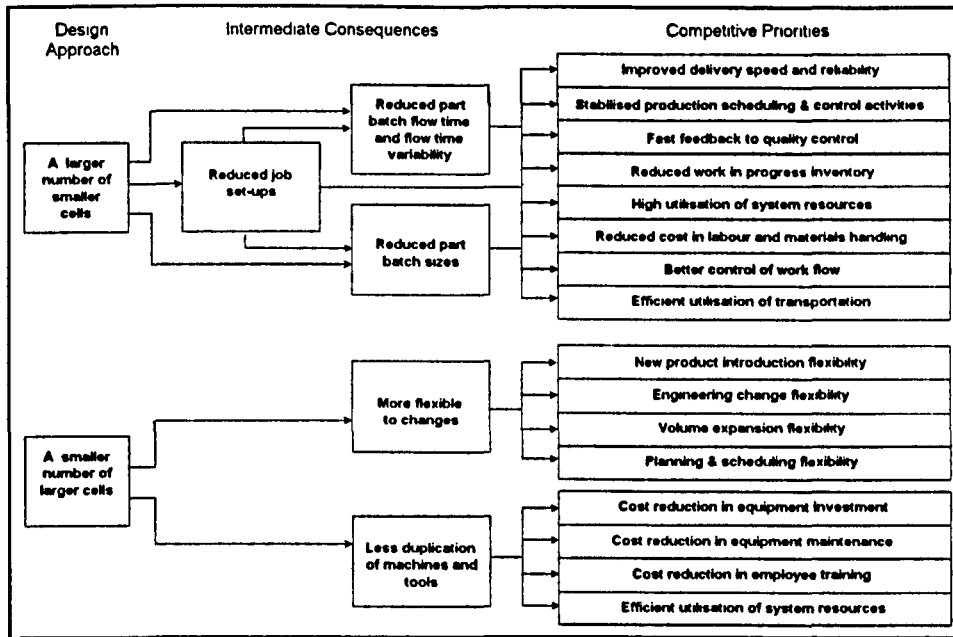 Design
Approach
Intermediate Consequences
Competitive Priorities
A larger
number of
smaller
cells
Reduced job
set-ups
Reduced part
batch flow time
and flow time
variability
Reduced part
batch sizes
Improved delivery speed and reliability
Stabilised production scheduling & control activities
Fast feedback to quality control
Reduced work in progress inventory
High utilisation of system resources
Reduced cost in labour and materials handling
Better control of work flow
Efficient utilisation of transportation
A smaller
number of
larger cells
More flexible
to changes
Less duplication
of machines and
tools
New product introduction flexibility
Engineering change flexibility
Volume expansion flexibility
Planning & scheduling flexibility
Cost reduction in equipment investment
Cost reduction in equipment maintenance
Cost reduction in employee training
Efficient utilisation of system resources